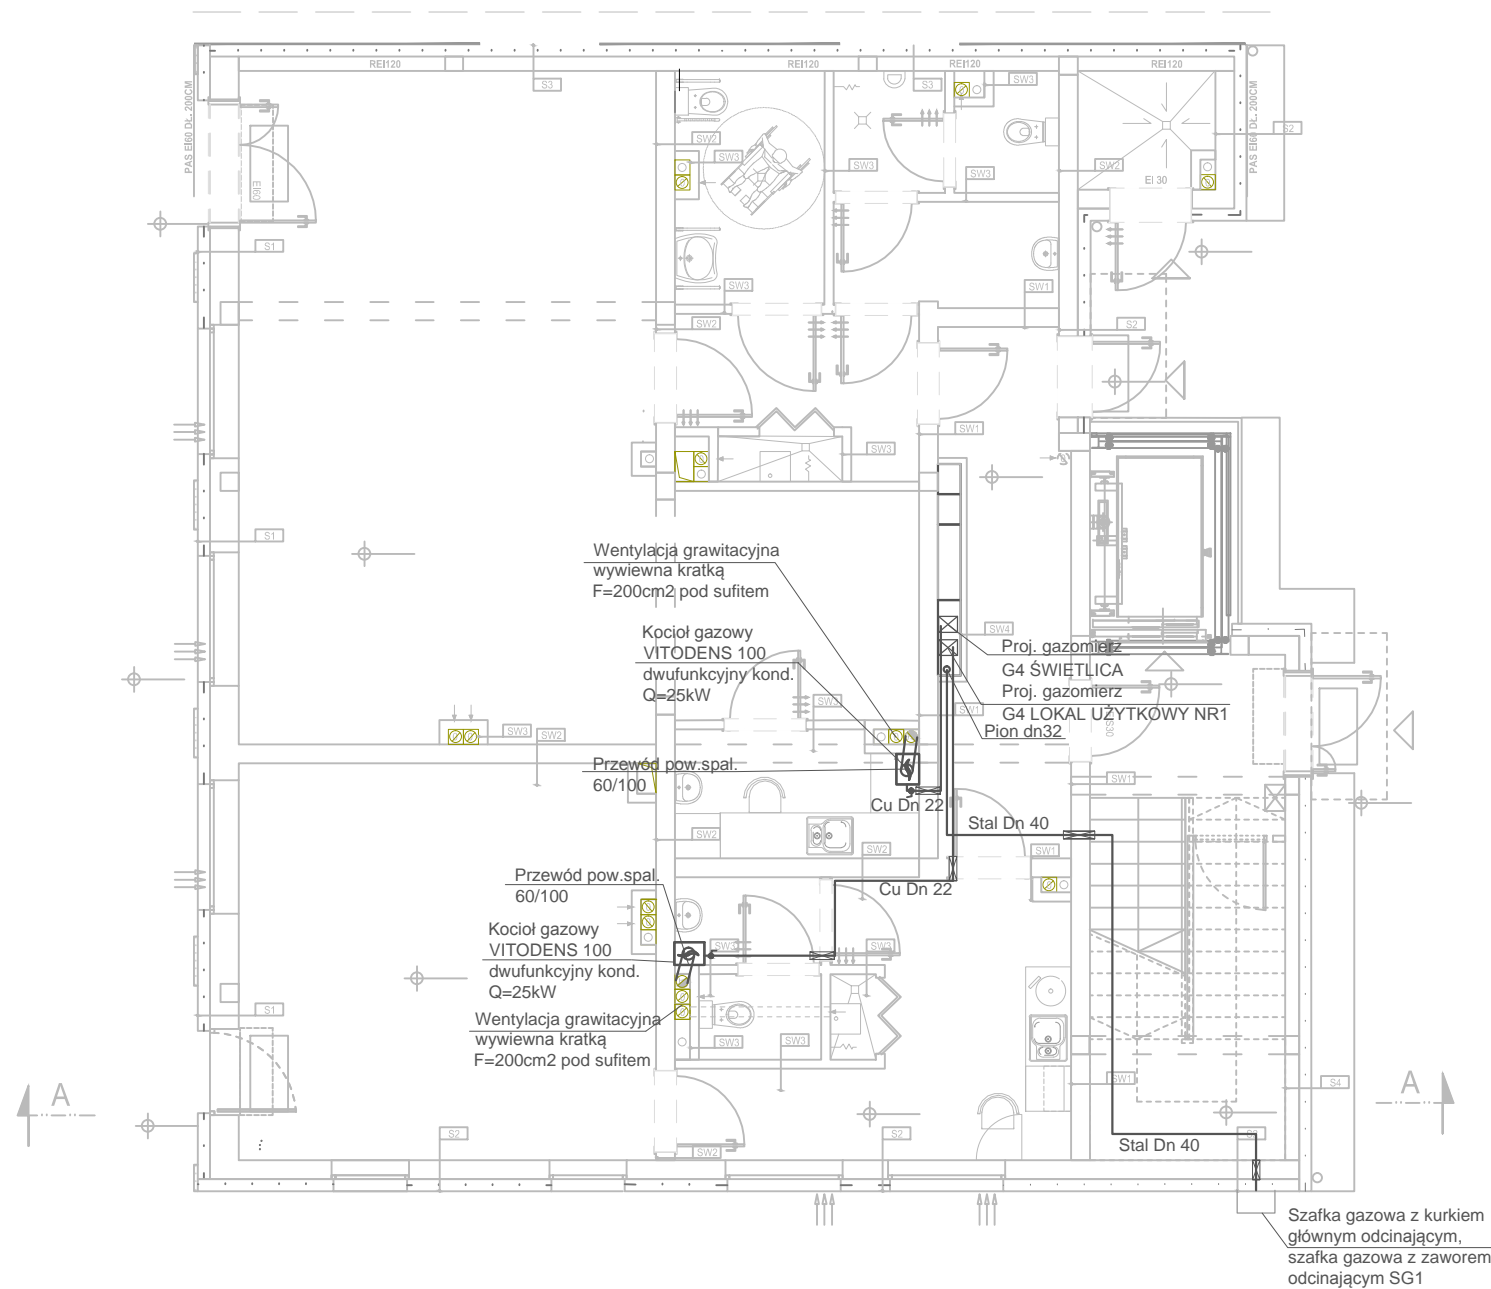 REI120
REI120
REI120
REI120
PAS EI60 DŁ. 200CM
PAS EI60 DŁ. 200CM
S3
S3
SW3
S2
SW2
SW3
SW3
SW3
SW2
EI60
EI 30
S1
SW3
SW1
SW2
S2
SW1
SW3
S1
Wentylacja grawitacyjna
wywiewna kratką
F=200cm2 pod sufitem
Kocioł gazowy
VITODENS 100
dwufunkcyjny kond.
Q=25kW
SW4
Proj. gazomierz
G4 ŚWIETLICA
Proj. gazomierz
G4 LOKAL UŻYTKOWY NR1
Pion dn32
SW3
SW1
SW3
SW2
Przewód pow.spal.
60/100
SW1
Cu Dn 22
Stal Dn 40
SW2
SW2
SW1
Przewód pow.spal.
60/100
Cu Dn 22
Kocioł gazowy
VITODENS 100
dwufunkcyjny kond.
Q=25kW
SW3
SW3
S1
Wentylacja grawitacyjna
wywiewna kratką
F=200cm2 pod sufitem
SW3
SW3
A
A
SW1
S4
S2
S2
SW2
Stal Dn 40
Szafka gazowa z kurkiem
głównym odcinającym,
szafka gazowa z zaworem
odcinającym SG1